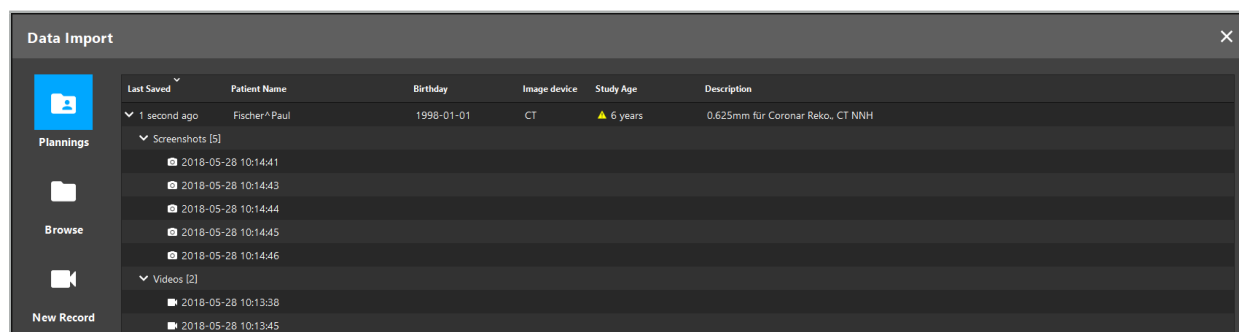 Data Import
Last Saved Patient Name Birthday Image device Study Age Description
1 second ago Fischer^Paul 1998-01-01 CT 6 years 0.625mm für Coronar Reko., CT NNH
Plannings
Screenshots [5]
2018-05-28 10:14:41
2018-05-28 10:14:43
2018-05-28 10:14:44
Browse
2018-05-28 10:14:45
2018-05-28 10:14:46
Videos [2]
2018-05-28 10:13:38
New Record
2018-05-28 10:13:45